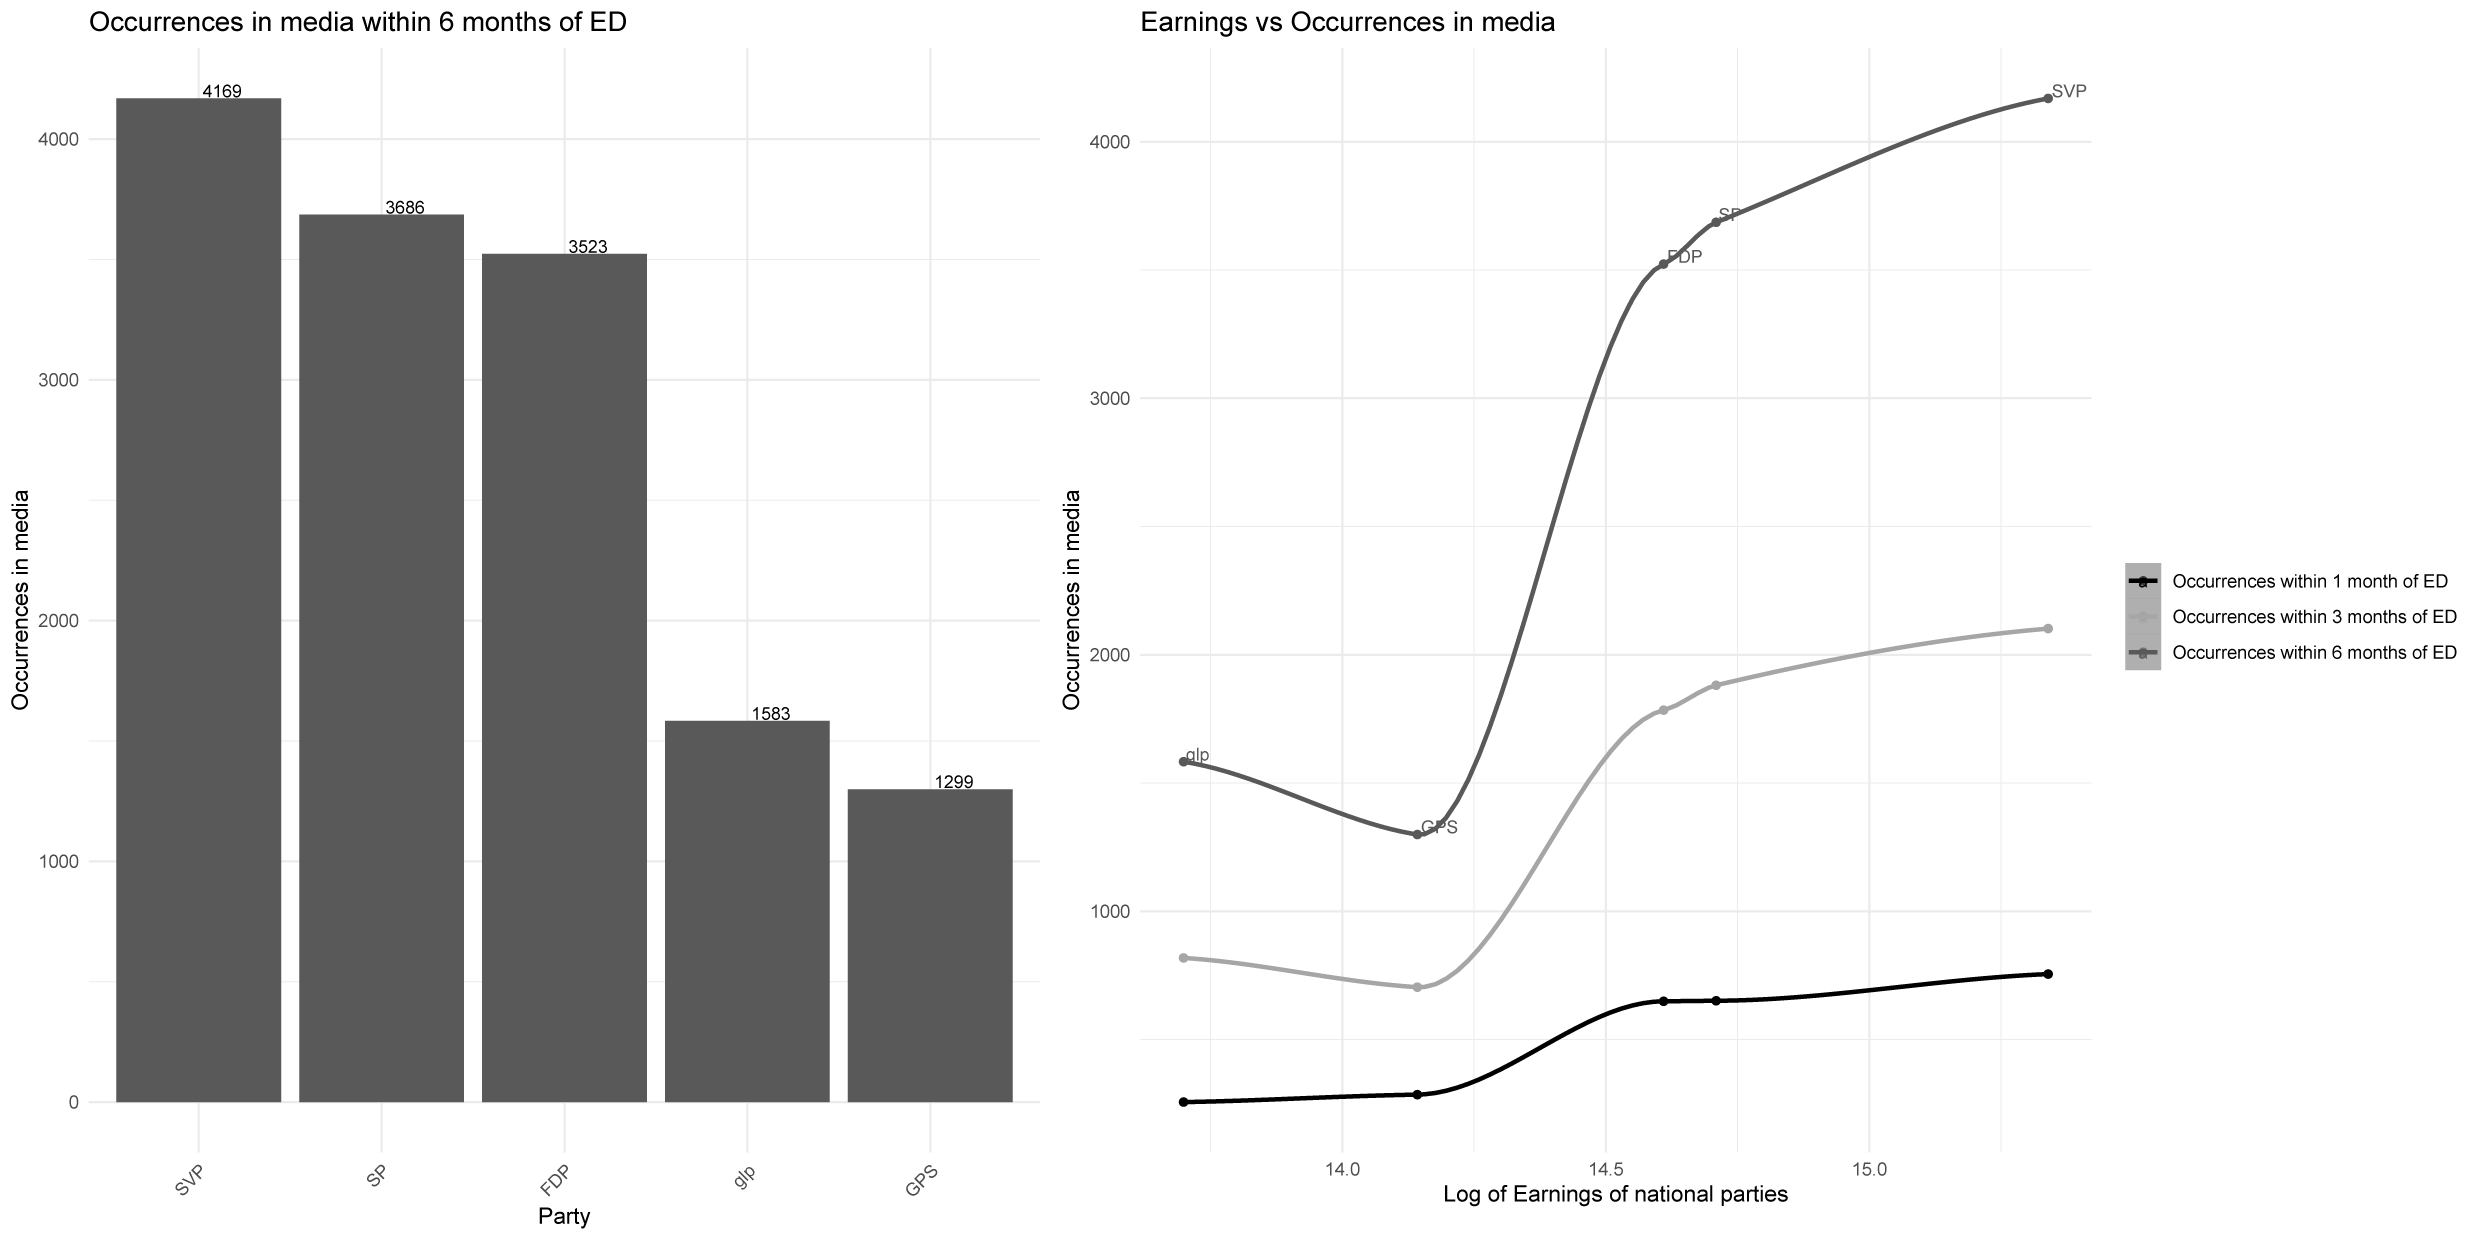 Occurrences in media within 6 months of ED
Occurrences in media
4000
3000
2000
1000
0
4169
3686
3523
1583
1299
SVP
SP
FDP
glp
GPS
Party
Earnings vs Occurrences in media
Occurrences in media
4000
3000
2000
1000
SVP
SP
FDP
glp
GPS
14.0
14.5
15.0
Log of Earnings of national parties
Occurrences within 1 month of ED
Occurrences within 3 months of ED
Occurrences within 6 months of ED